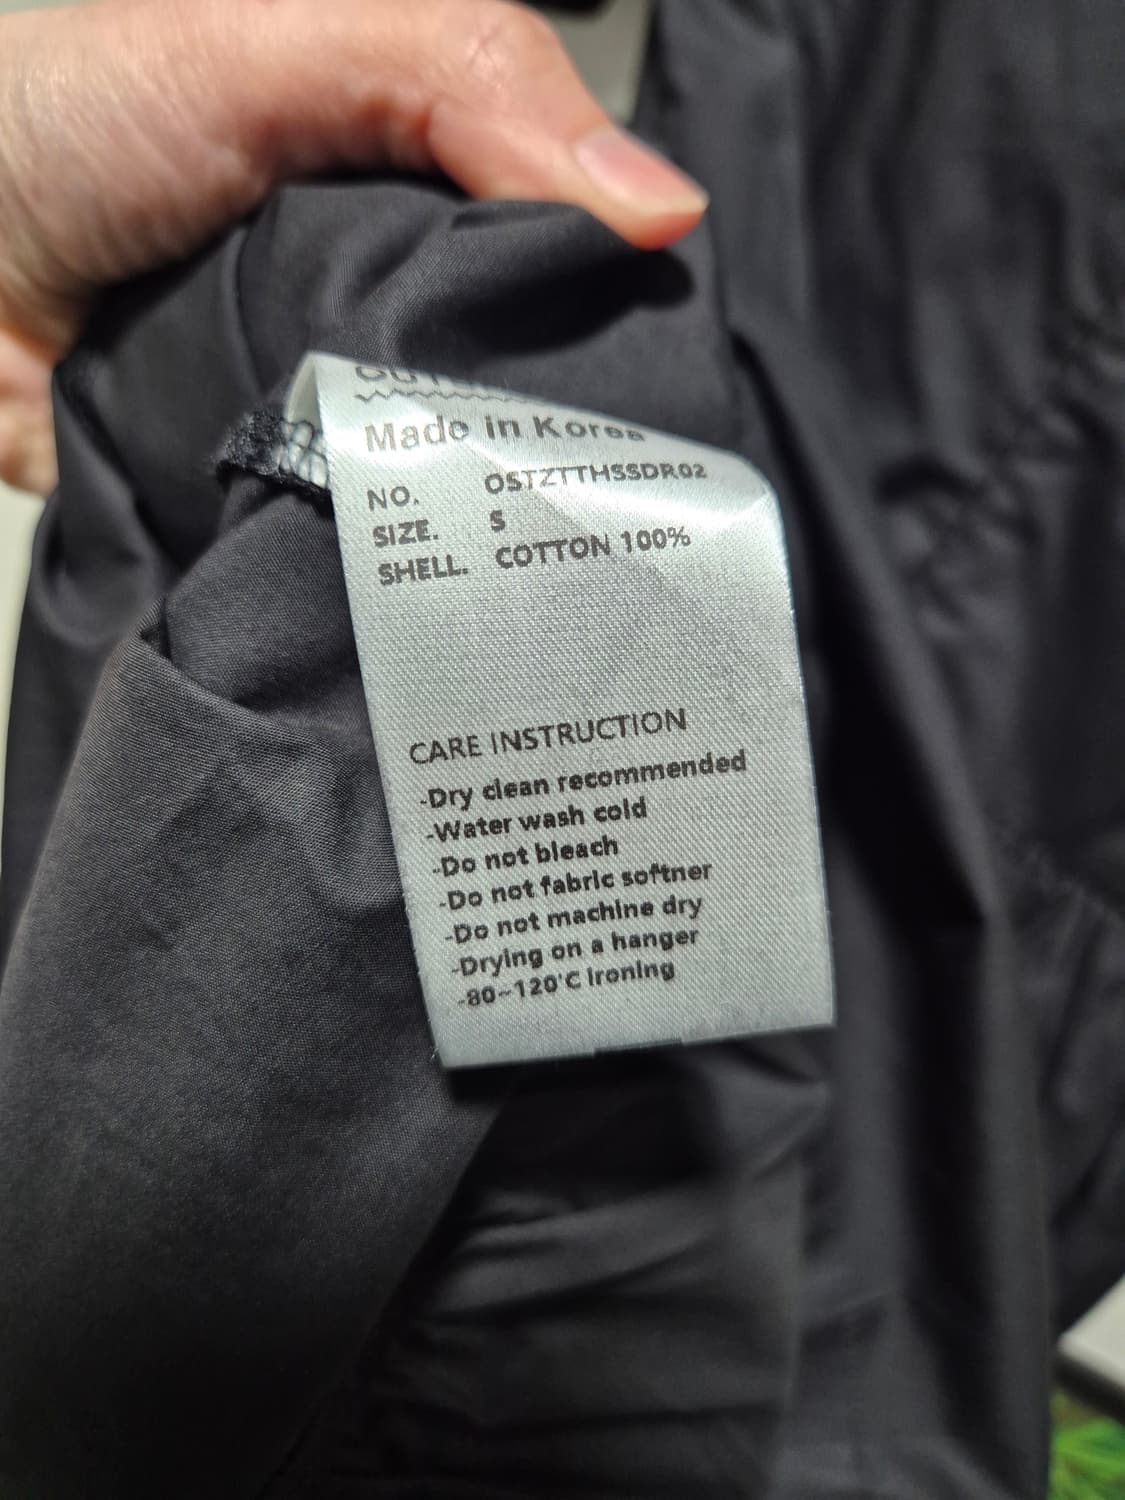 Made in Korea
NO. OSTZTTHSSDR02
SIZE. S
SHELL. COTTON 100%
CARE INSTRUCTION
-Dry clean recommended
-Water wash cold
-Do not bleach
-Do not fabric softner
-Do not machine dry
-Drying on a hanger
-80~120'C Ironing